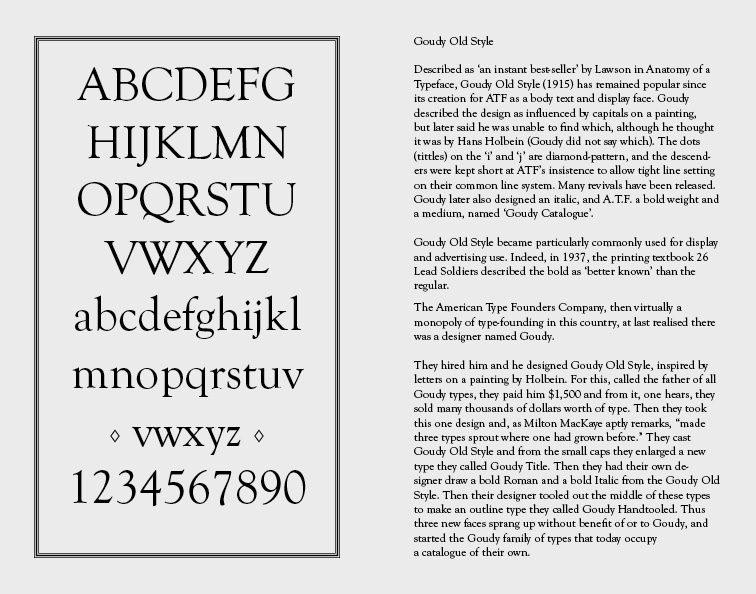 ABCDEFG
HIJKLMN
OPQRSTU
VWXYZ
abcdefghijkl
mnopqrstuv
◊ vwxyz ◊
1234567890
Goudy Old Style
Described as ‘an instant best-seller’ by Lawson in Anatomy of a
Typeface, Goudy Old Style (1915) has remained popular since
its creation for ATF as a body text and display face. Goudy
described the design as influenced by capitals on a painting,
but later said he was unable to find which, although he thought
it was by Hans Holbein (Goudy did not say which). The dots
(tittles) on the ‘i’ and ‘j’ are diamond-pattern, and the descend-
ers were kept short at ATF’s insistence to allow tight line setting
on their common line system. Many revivals have been released.
Goudy later also designed an italic, and A.T.F. a bold weight and
a medium, named ‘Goudy Catalogue’.
Goudy Old Style became particularly commonly used for display
and advertising use. Indeed, in 1937, the printing textbook 26
Lead Soldiers described the bold as ‘better known’ than the
regular.
The American Type Founders Company, then virtually a
monopoly of type-founding in this country, at last realised there
was a designer named Goudy.
They hired him and he designed Goudy Old Style, inspired by
letters on a painting by Holbein. For this, called the father of all
Goudy types, they paid him $1,500 and from it, one hears, they
sold many thousands of dollars worth of type. Then they took
this one design and, as Milton MacKaye aptly remarks, “made
three types sprout where one had grown before.” They cast
Goudy Old Style and from the small caps they enlarged a new
type they called Goudy Title. Then they had their own de-
signer draw a bold Roman and a bold Italic from the Goudy Old
Style. Then their designer tooled out the middle of these types
to make an outline type they called Goudy Handtooled. Thus
three new faces sprang up without benefit of or to Goudy, and
started the Goudy family of types that today occupy
a catalogue of their own.